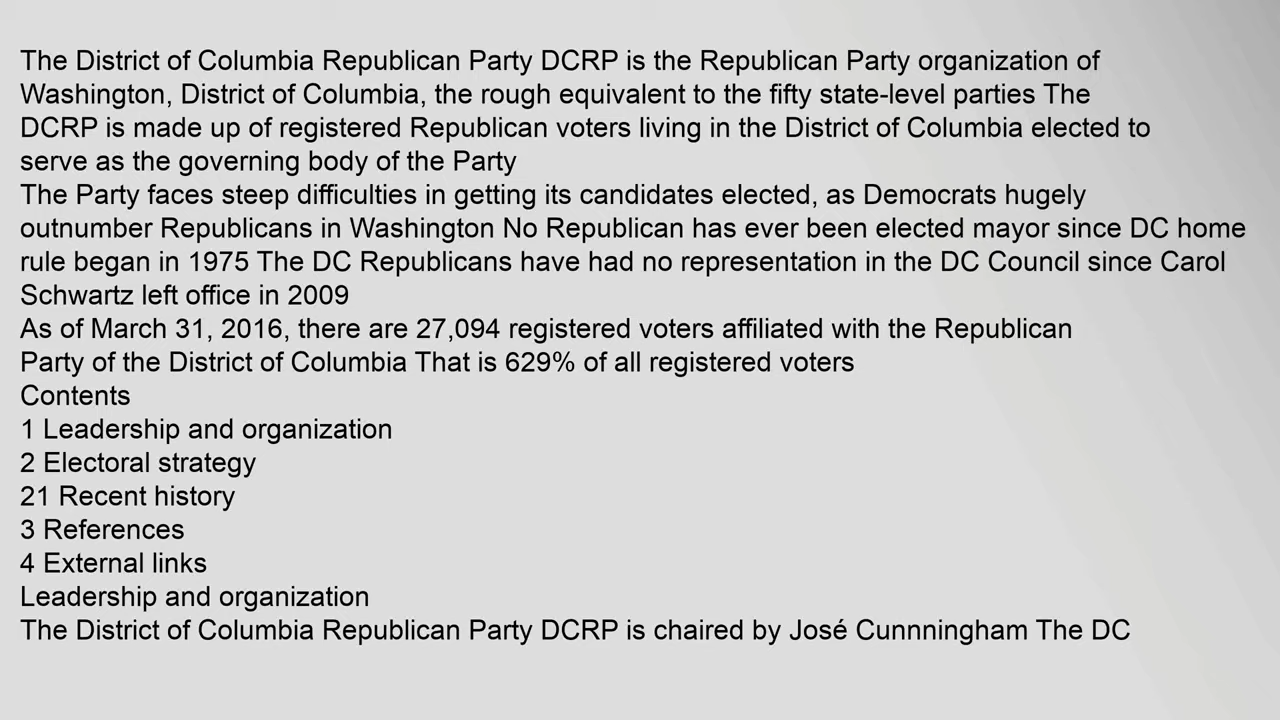 The District of Columbia Republican Party DCRP is the Republican Party organization of
Washington, District of Columbia, the rough equivalent to the fifty state-level parties The
DCRP is made up of registered Republican voters living in the District of Columbia elected to
serve as the governing body of the Party
The Party faces steep difficulties in getting its candidates elected, as Democrats hugely
outnumber Republicans in Washington No Republican has ever been elected mayor since DC home
rule began in 1975 The DC Republicans have had no representation in the DC Council since Carol
Schwartz left office in 2009
As of March 31, 2016, there are 27,094 registered voters affiliated with the Republican
Party of the District of Columbia That is 629% of all registered voters
Contents
1 Leadership and organization
2 Electoral strategy
21 Recent history
3 References
4 External links
Leadership and organization
The District of Columbia Republican Party DCRP is chaired by José Cunnningham The DC